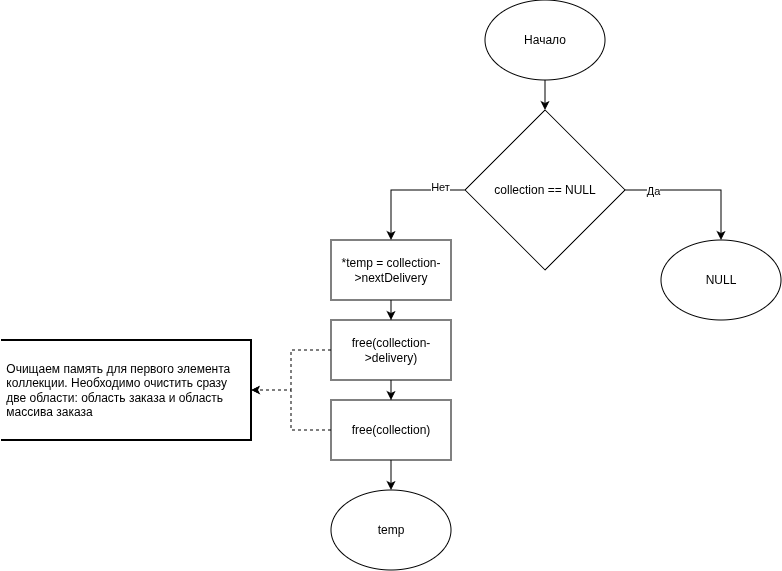 Начало
collection == NULL
Нет
Да
*temp = collection-
>nextDelivery
NULL
free(collection-
>delivery)
Очищаем память для первого элемента
коллекции. Необходимо очистить сразу
две области: область заказа и область
массива заказа
free(collection)
temp